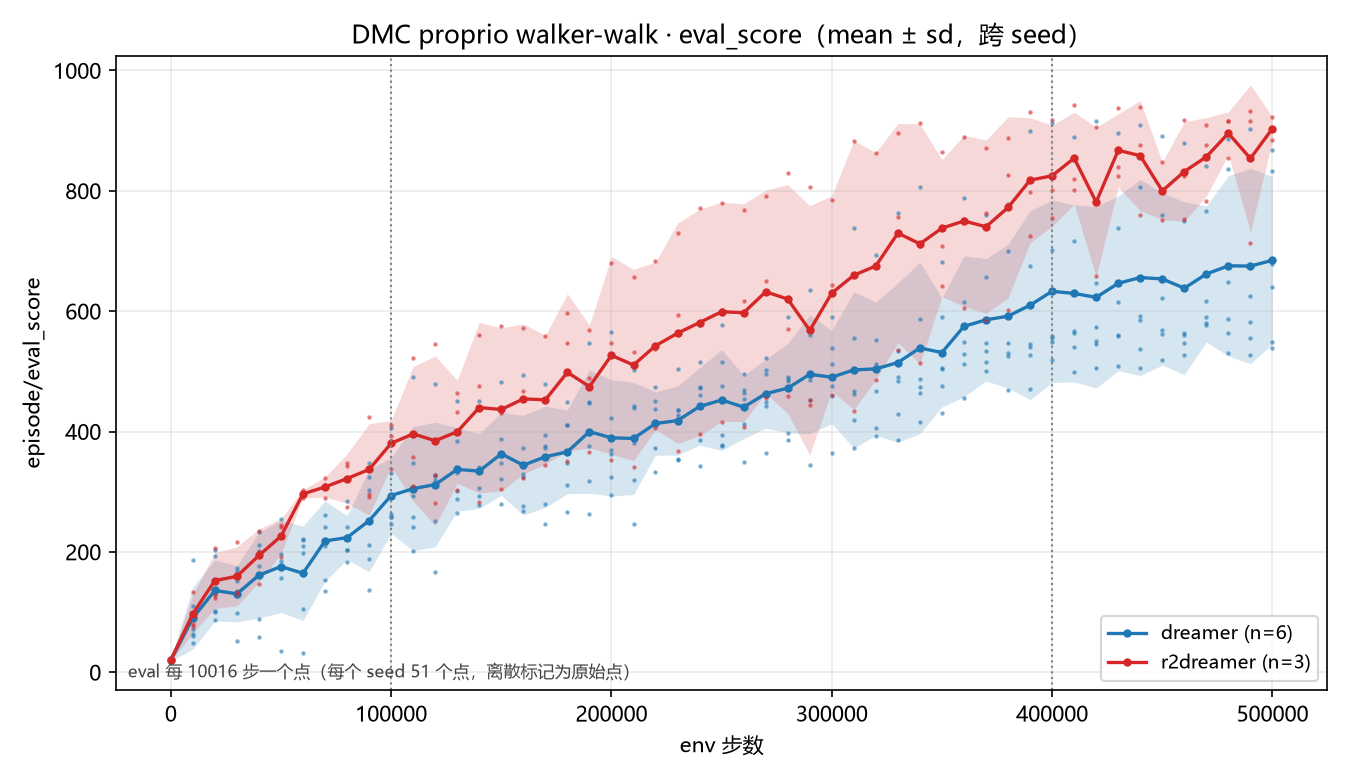 DMC proprio walker-walk · eval_score（mean ± sd，跨 seed）
episode/eval_score
1000
800
600
400
200
0
eval 每 10016 步一个点（每个 seed 51 个点，离散标记为原始点）
dreamer (n=6)
r2dreamer (n=3)
0
100000
200000
300000
400000
500000
env 步数